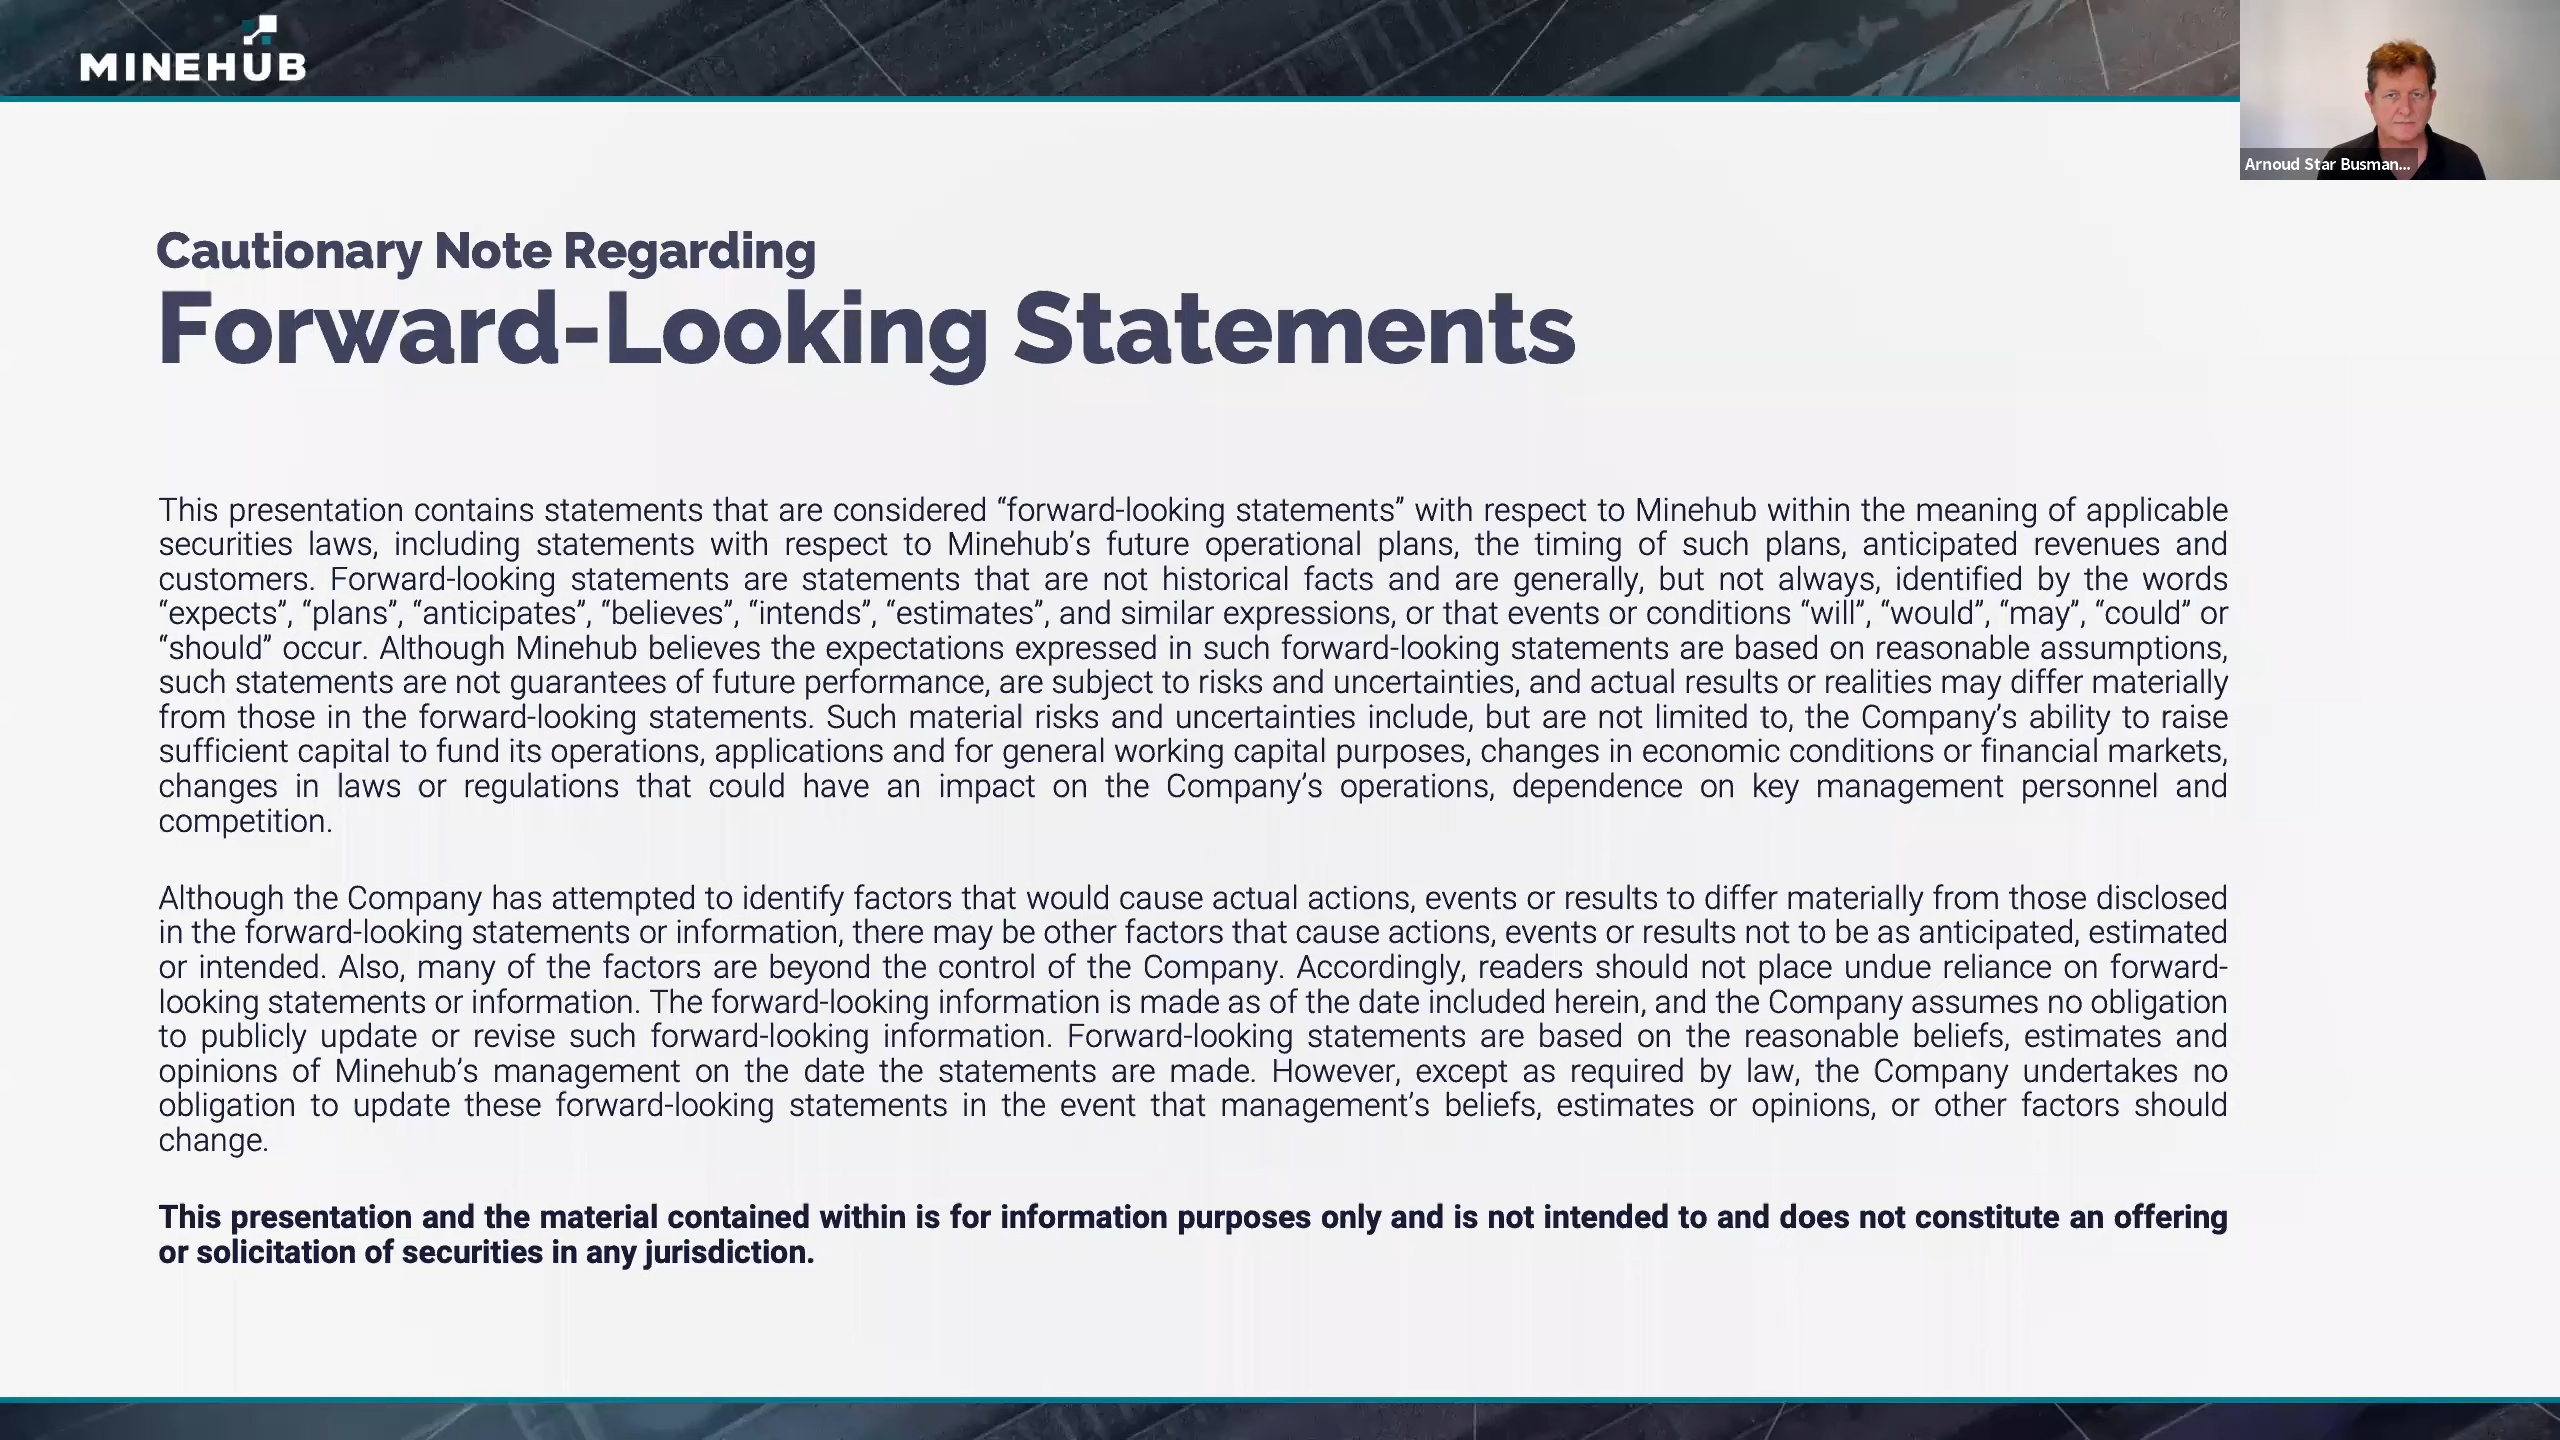 MINEHUB
Arnoud Star Busman...
Cautionary Note Regarding
Forward-Looking Statements
This presentation contains statements that are considered “forward-looking statements” with respect to Minehub within the meaning of applicable
securities laws, including statements with respect to Minehub’s future operational plans, the timing of such plans, anticipated revenues and
customers. Forward-looking statements are statements that are not historical facts and are generally, but not always, identified by the words
“expects”, “plans”, “anticipates”, “believes”, “intends”, “estimates”, and similar expressions, or that events or conditions “will”, “would”, “may”, “could” or
“should” occur. Although Minehub believes the expectations expressed in such forward-looking statements are based on reasonable assumptions,
such statements are not guarantees of future performance, are subject to risks and uncertainties, and actual results or realities may differ materially
from those in the forward-looking statements. Such material risks and uncertainties include, but are not limited to, the Company’s ability to raise
sufficient capital to fund its operations, applications and for general working capital purposes, changes in economic conditions or financial markets,
changes in laws or regulations that could have an impact on the Company’s operations, dependence on key management personnel and
competition.
Although the Company has attempted to identify factors that would cause actual actions, events or results to differ materially from those disclosed
in the forward-looking statements or information, there may be other factors that cause actions, events or results not to be as anticipated, estimated
or intended. Also, many of the factors are beyond the control of the Company. Accordingly, readers should not place undue reliance on forward-
looking statements or information. The forward-looking information is made as of the date included herein, and the Company assumes no obligation
to publicly update or revise such forward-looking information. Forward-looking statements are based on the reasonable beliefs, estimates and
opinions of Minehub’s management on the date the statements are made. However, except as required by law, the Company undertakes no
obligation to update these forward-looking statements in the event that management’s beliefs, estimates or opinions, or other factors should
change.
This presentation and the material contained within is for information purposes only and is not intended to and does not constitute an offering
or solicitation of securities in any jurisdiction.